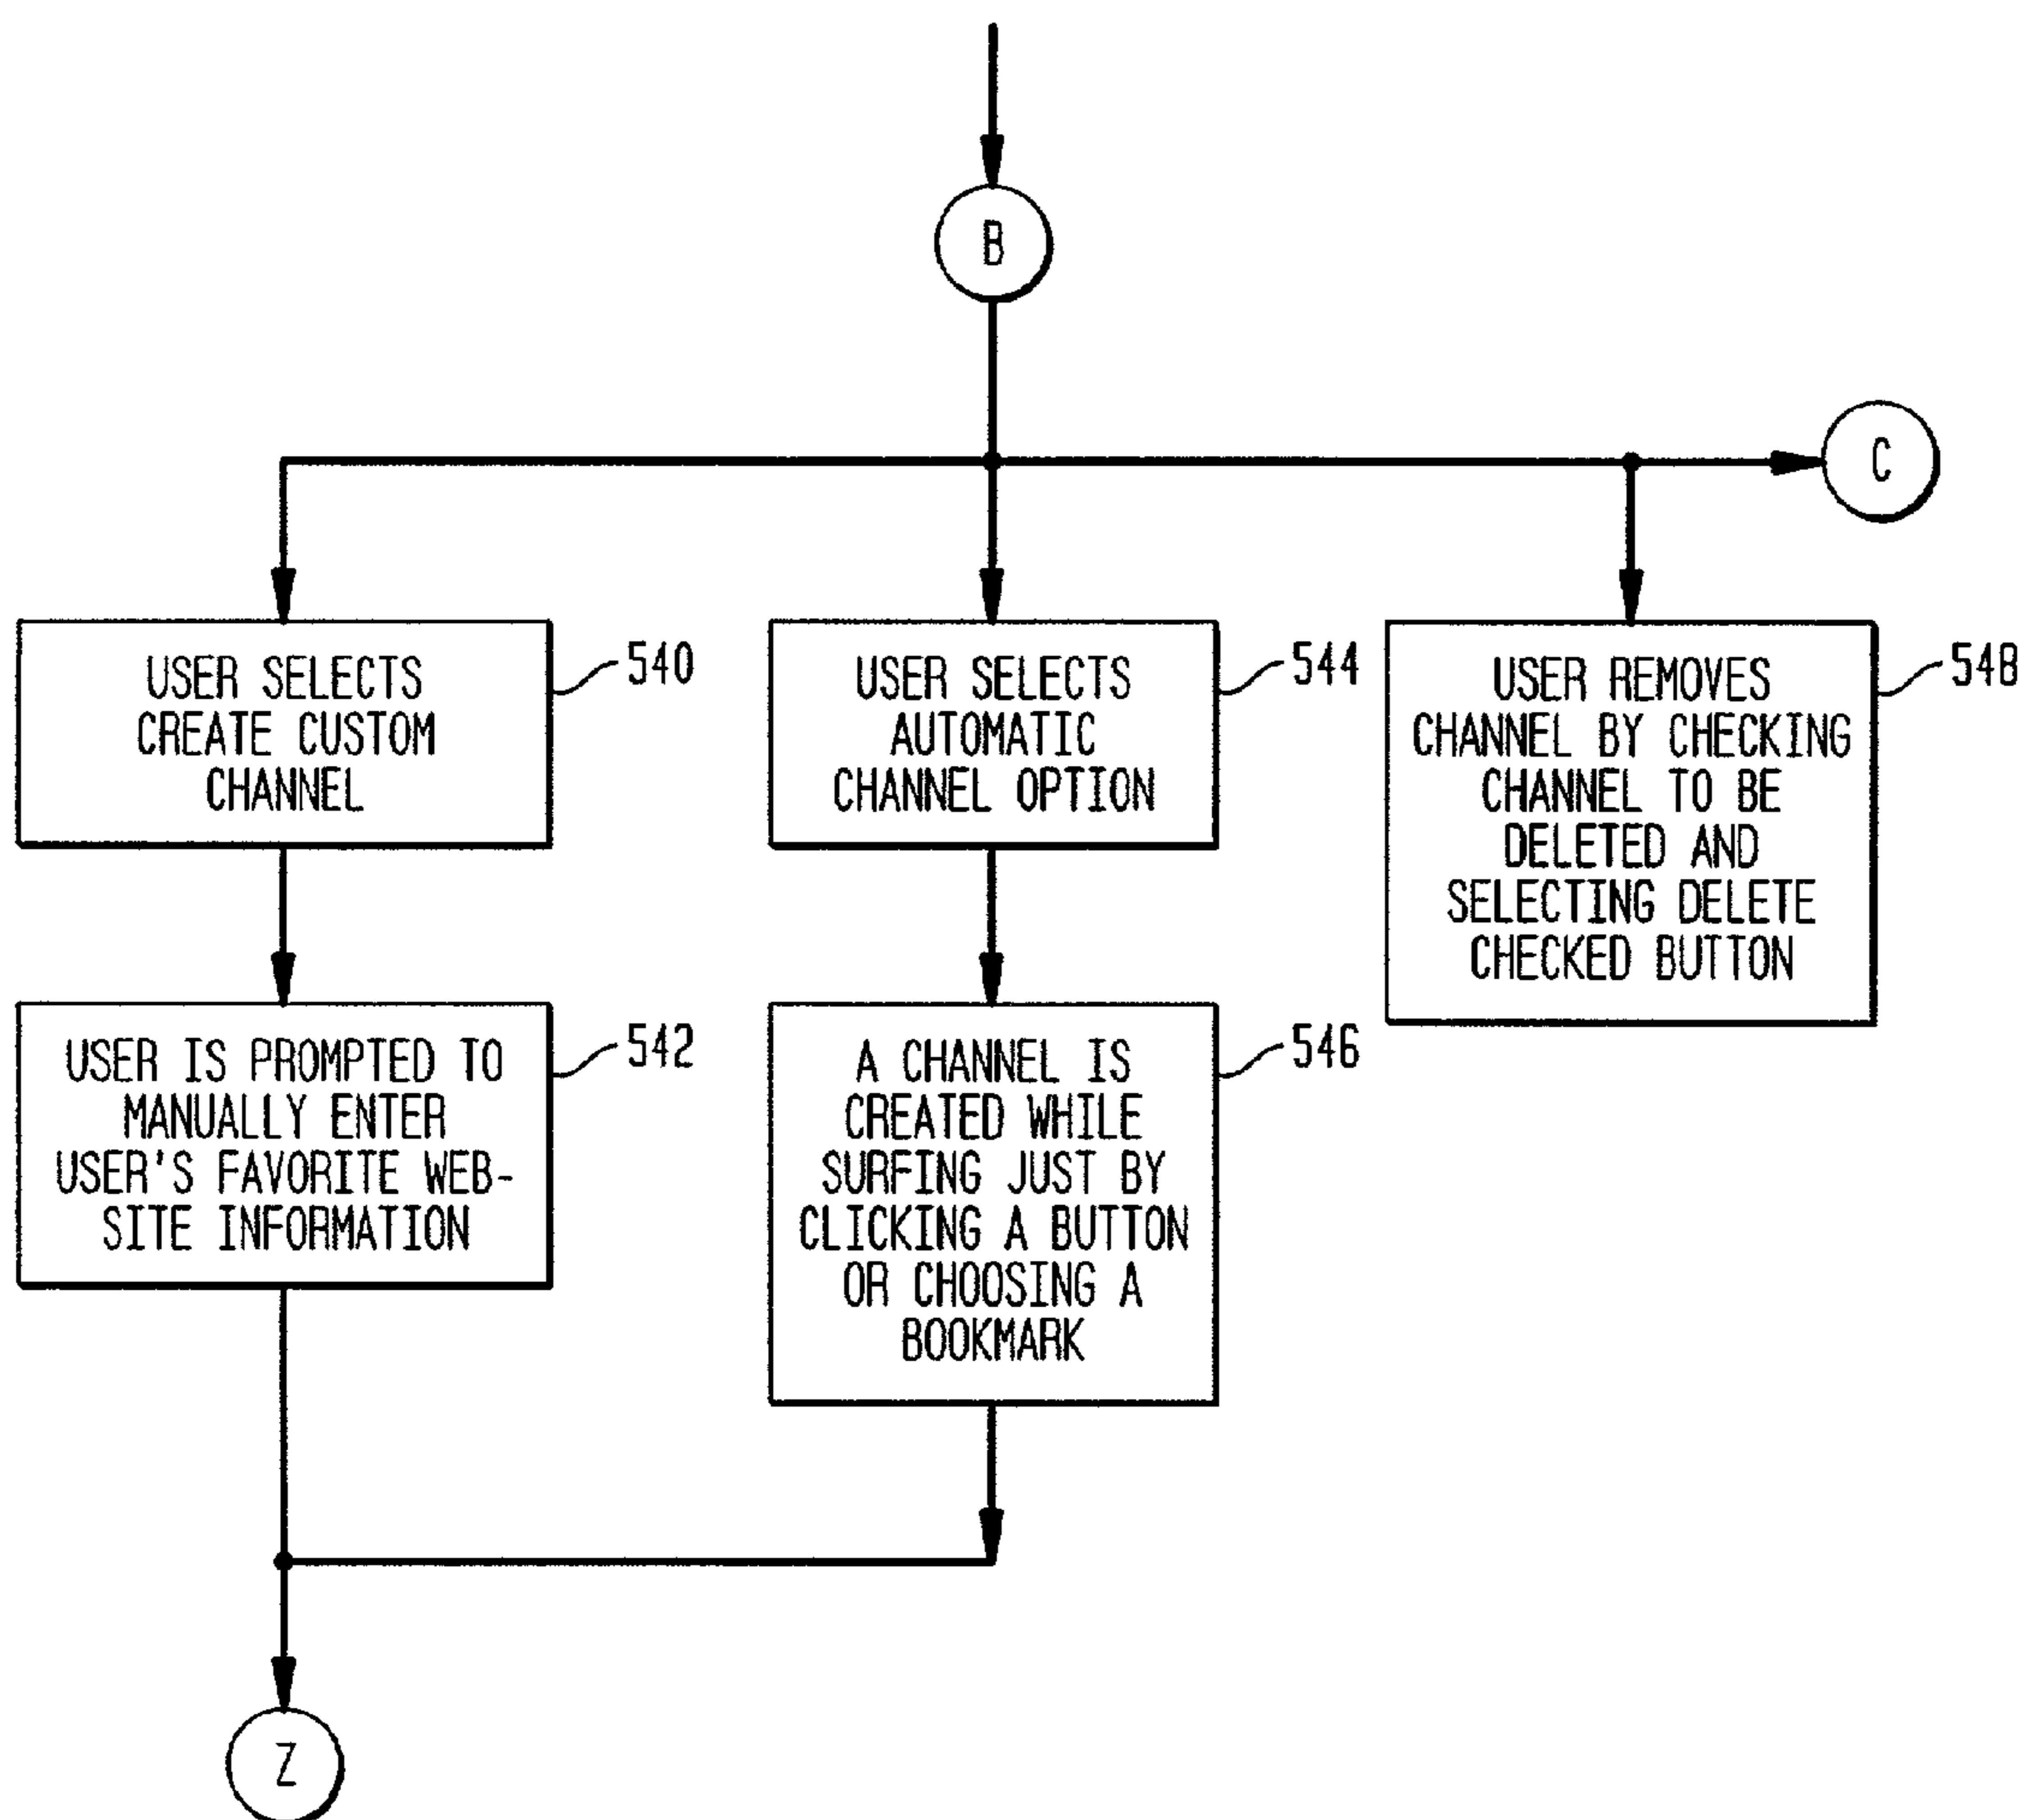 B
C
USER SELECTS
CREATE CUSTOM
CHANNEL
540
USER SELECTS
AUTOMATIC
CHANNEL OPTION
544
USER REMOVES
CHANNEL BY CHECKING
CHANNEL TO BE
DELETED AND
SELECTING DELETE
CHECKED BUTTON
548
USER IS PROMPTED TO
MANUALLY ENTER
USER'S FAVORITE WEB-
SITE INFORMATION
542
A CHANNEL IS
CREATED WHILE
SURFING JUST BY
CLICKING A BUTTON
OR CHOOSING A
BOOKMARK
546
Z